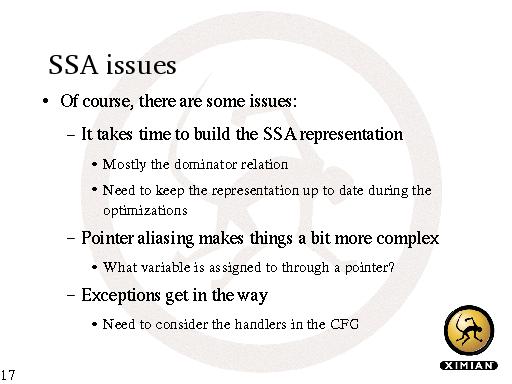 SSA issues
• Of course, there are some issues:
– It takes time to build the SSA representation
• Mostly the dominator relation
• Need to keep the representation up to date during the
optimizations
– Pointer aliasing makes things a bit more complex
• What variable is assigned to through a pointer?
– Exceptions get in the way
• Need to consider the handlers in the CFG
XIMIAN
17